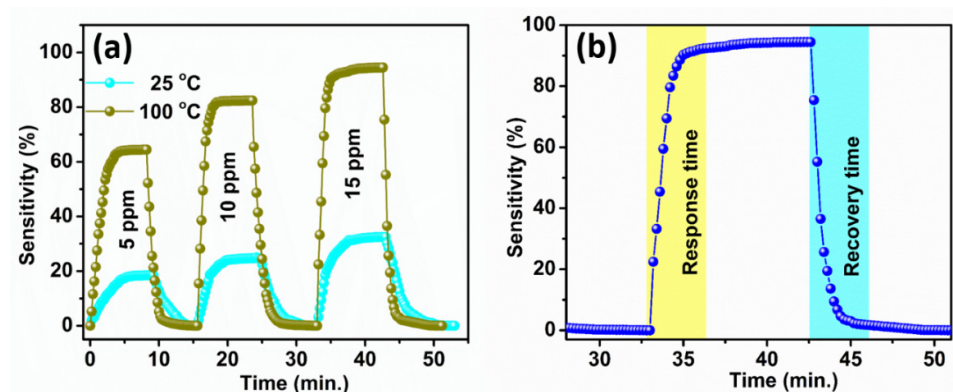 (a)
25 °C
100 °C
5 ppm
10 ppm
15 ppm
Sensitivity (%)
100
80
60
40
20
0
0 10 20 30 40 50
Time (min.)
(b)
Response time
Recovery time
Sensitivity (%)
100
80
60
40
20
0
30 35 40 45 50
Time (min.)